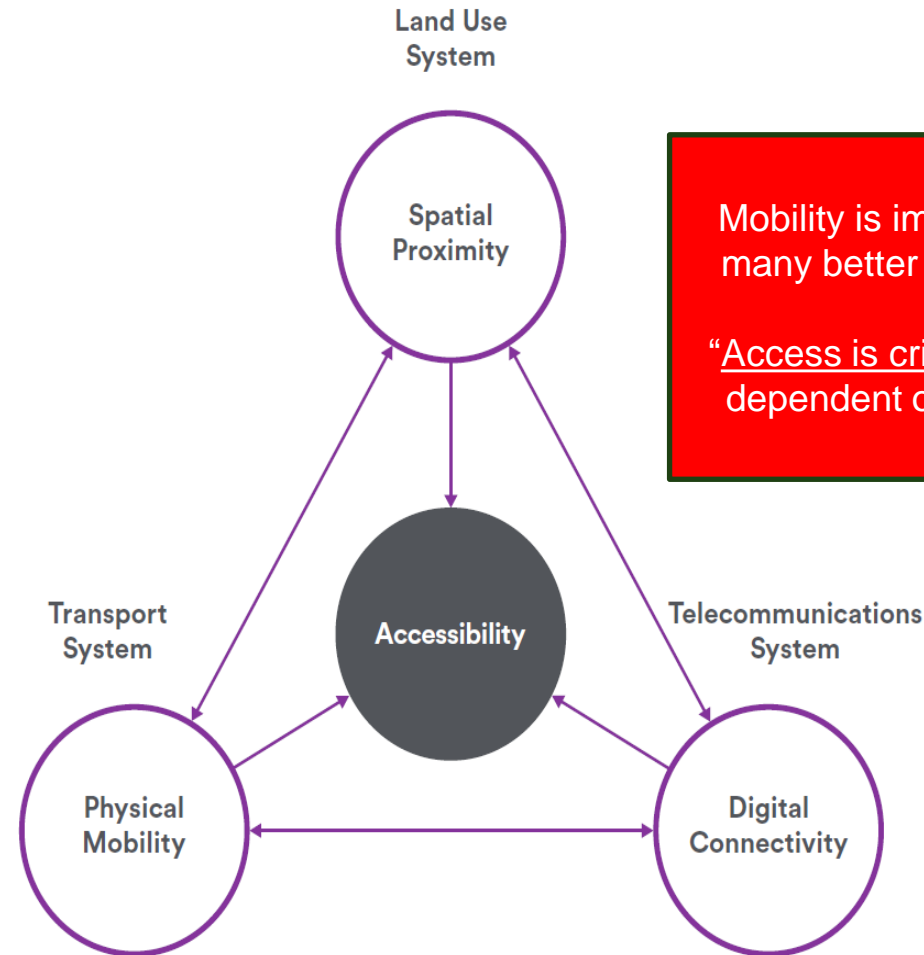 Land Use
System
Spatial
Proximity
Mobility is
many better
“Access is
dependent
Accessibility
Transport
System
Telecommunications
System
Physical
Mobility
Digital
Connectivity